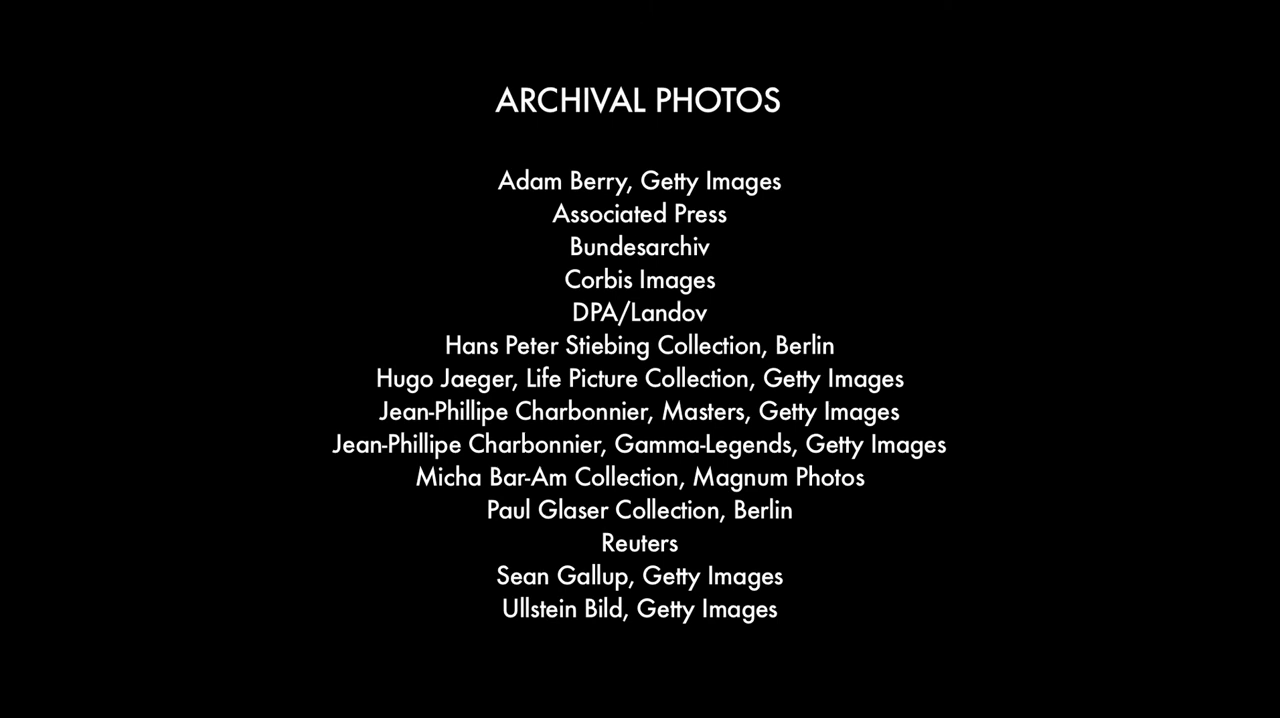 ARCHIVAL PHOTOS
Adam Berry, Getty Images
Associated Press
Bundesarchiv
Corbis Images
DPA/Landov
Hans Peter Stiebing Collection, Berlin
Hugo Jaeger, Life Picture Collection, Getty Images
Jean-Phillipe Charbonnier, Masters, Getty Images
Jean-Phillipe Charbonnier, Gamma-Legends, Getty Images
Micha Bar-Am Collection, Magnum Photos
Paul Glaser Collection, Berlin
Reuters
Sean Gallup, Getty Images
Ullstein Bild, Getty Images